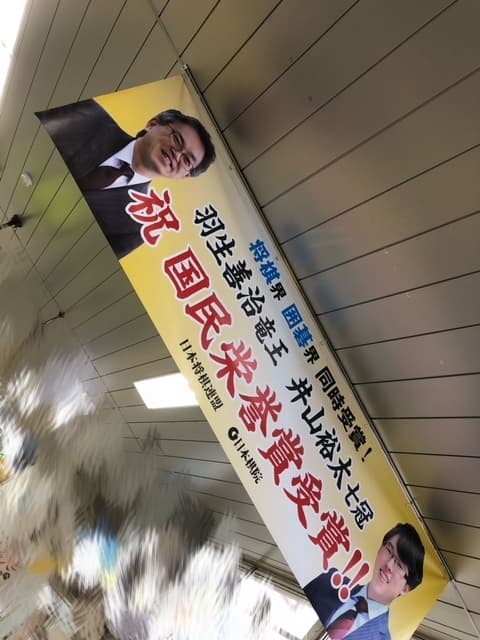 将棋界 囲碁界 同時受賞!
羽生善治竜王 井山裕太七冠
祝 国民栄誉賞受賞!!
日本将棋連盟 日本棋院